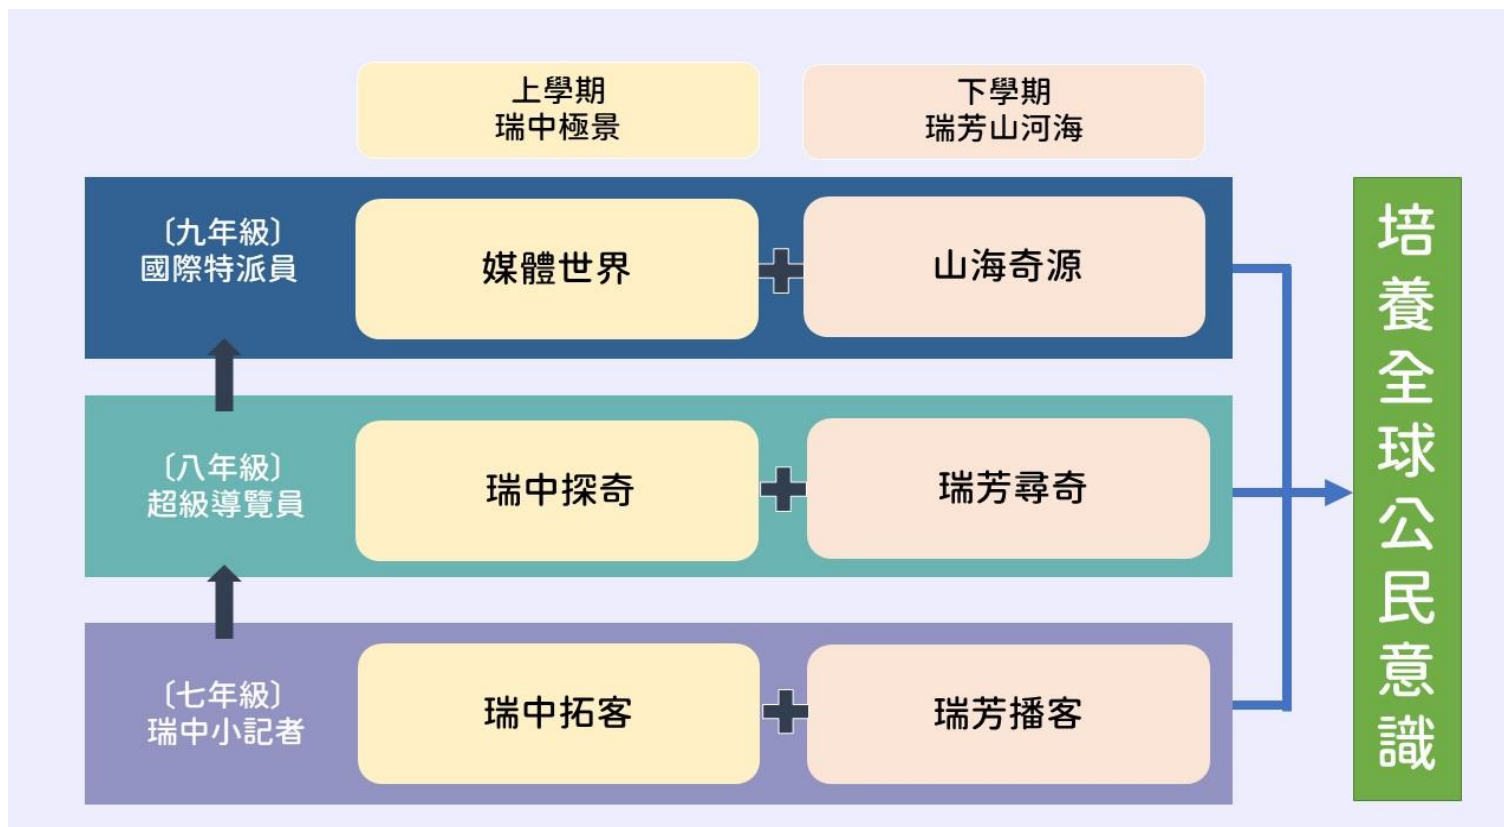 上學期
瑞中極景
下學期
瑞芳山河海
〔九年級〕
國際特派員
媒體世界
山海奇源
〔八年級〕
超級導覽員
瑞中探奇
瑞芳尋奇
〔七年級〕
瑞中小記者
瑞中拓客
瑞芳播客
培養全球公民意識